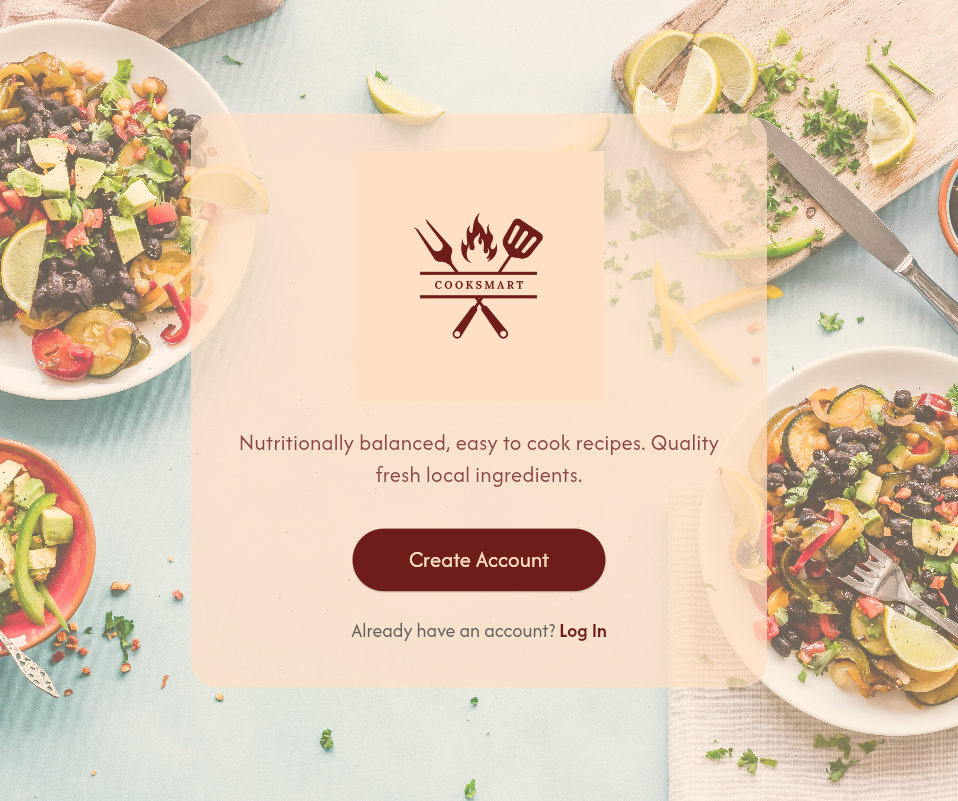 COOKSMART
Nutritionally balanced, easy to cook recipes. Quality
fresh local ingredients.
Create Account
Already have an account? Log In